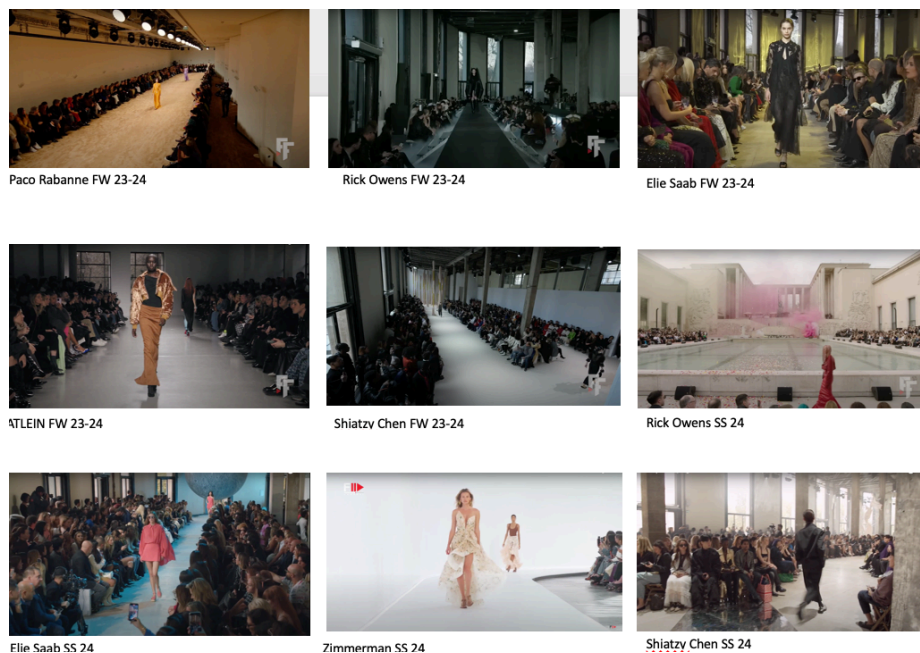 Paco Rabanne FW 23-24
Rick Owens FW 23-24
Elie Saab FW 23-24
ATLEIN FW 23-24
Shiatzy Chen FW 23-24
Rick Owens SS 24
Elie Saab SS 24
Zimmerman SS 24
Shiatzy Chen SS 24